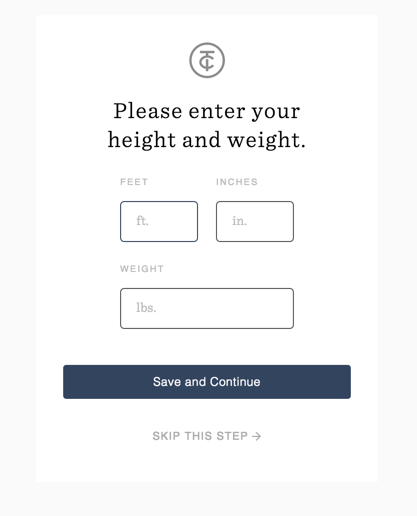 Please enter your
height and weight.
FEET INCHES
ft. in.
WEIGHT
lbs.
Save and Continue
SKIP THIS STEP →